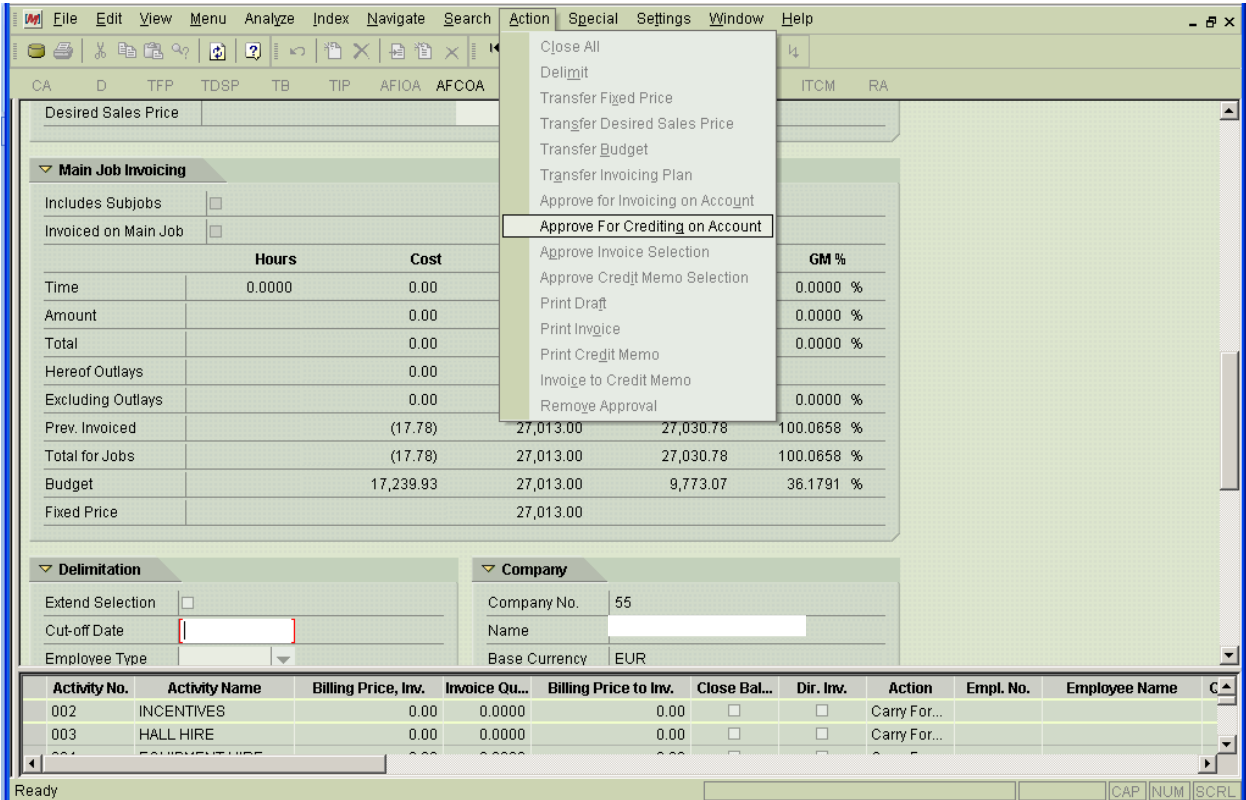 File Edit View Menu Analyze Index Navigate Search Action Special Settings Window Help
CA D TFP TDSP TB TIP AFIOA AFCOA ITCM RA
Close All
Delimit
Transfer Fixed Price
Transfer Desired Sales Price
Transfer Budget
Transfer Invoicing Plan
Approve for Invoicing on Account
Approve For Crediting on Account
Approve Invoice Selection
Approve Credit Memo Selection
Print Draft
Print Invoice
Print Credit Memo
Invoice to Credit Memo
Remove Approval
Desired Sales Price
Main Job Invoicing
Includes Subjobs
Invoiced on Main Job
Hours Cost GM %
Time 0.0000 0.00 0.0000 %
Amount 0.00 0.0000 %
Total 0.00 0.0000 %
Hereof Outlays 0.00
Excluding Outlays 0.00 0.0000 %
Prev. Invoiced (17.78) 27,013.00 27,030.78 100.0658 %
Total for Jobs (17.78) 27,013.00 27,030.78 100.0658 %
Budget 17,239.93 27,013.00 9,773.07 36.1791 %
Fixed Price 27,013.00
Delimitation
Extend Selection
Cut-off Date
Employee Type
Company
Company No. 55
Name
Base Currency EUR
Activity No. Activity Name Billing Price, Inv. Invoice Qu... Billing Price to Inv. Close Bal... Dir. Inv. Action Empl. No. Employee Name
002 INCENTIVES 0.00 0.0000 0.00 Carry For...
003 HALL HIRE 0.00 0.0000 0.00 Carry For...
Ready CAP NUM SCRL